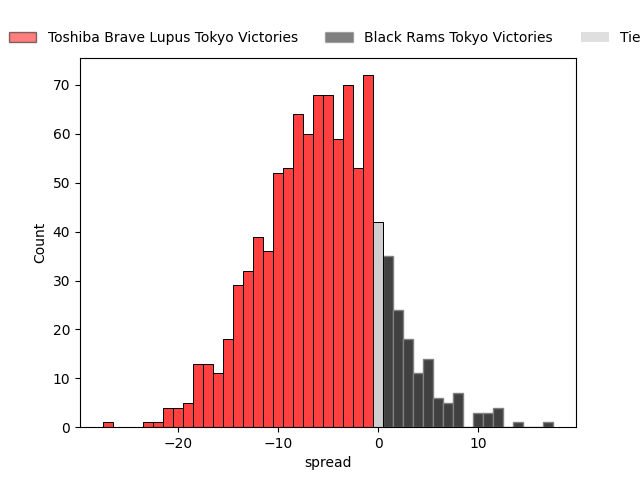 Toshiba Brave Lupus Tokyo Victories Black Rams Tokyo Victories Tie
70
60
50
40
30
20
10
0
Count
−20 −10 0 10
spread